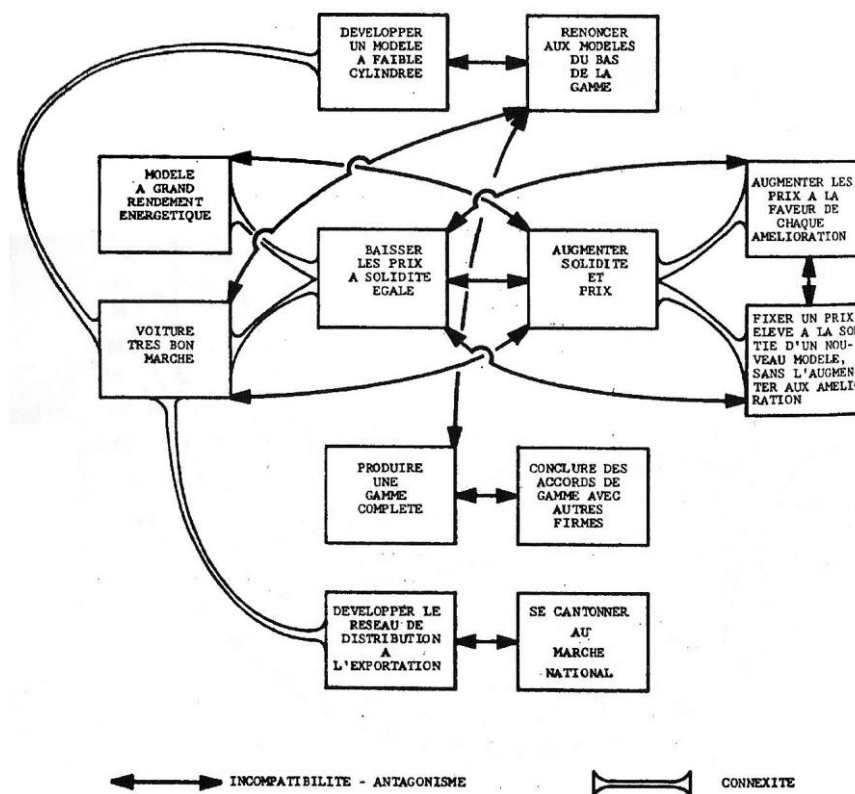 DEVELOPPER
UN MODELE
A FAIBLE
CYLINDREE
RENONCER
AUX MODELES
DU BAS
DE LA
GAMME
MODELE
A GRAND
RENDEMENT
ENERGETIQUE
BAISSER
LES PRIX
A SOLIDITE
EGALE
AUGMENTER
SOLIDITE
ET
PRIX
AUGMENTER LES
PRIX A LA
FAVEUR DE
CHAQUE
AMELIORATION
VOITURE
TRES BON
MARCHE
FIXER UN PRIX
ELEVE A LA SOR
TIE D'UN NOU-
VEAU MODELE,
SANS L'AUGMEN
TER AUX AMELIO
RATION
PRODUIRE
UNE
GAMME
COMPLETE
CONCLURE DES
ACCORDS DE
GAMME AVEC
AUTRES
FIRMES
DEVELOPPER LE
RESEAU DE
DISTRIBUTION
A
L'EXPORTATION
SE CANTONNER
AU
MARCHE
NATIONAL
INCOMPATIBILITE - ANTAGONISME
CONNEXITE